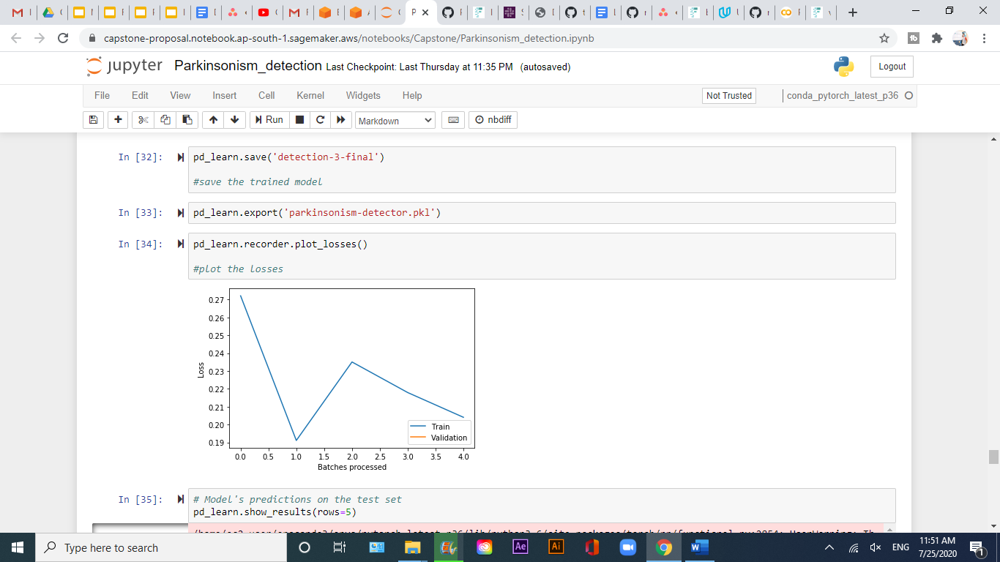 capstone-proposal.notebook.ap-south-1.sagemaker.aws/notebooks/Capstone/Parkinsonism_detection.ipynb
jupyter Parkinsonism_detection Last Checkpoint: Last Thursday at 11:35 PM (autosaved)
Logout
File Edit View Insert Cell Kernel Widgets Help
Not Trusted
conda_pytorch_latest_p36
Run
Markdown
nbdiff
In [32]:
pd_learn.save('detection-3-final')
#save the trained model
In [33]:
pd_learn.export('parkinsonism-detector.pkl')
In [34]:
pd_learn.recorder.plot_losses()
#plot the losses
0.27
0.26
0.25
0.24
0.23
0.22
0.21
0.20
0.19
Loss
Train
Validation
0.0 0.5 1.0 1.5 2.0 2.5 3.0 3.5 4.0
Batches processed
In [35]:
# Model's predictions on the test set
pd_learn.show_results(rows=5)
Type here to search
Ae
Ai
ENG
11:51 AM
7/25/2020
1